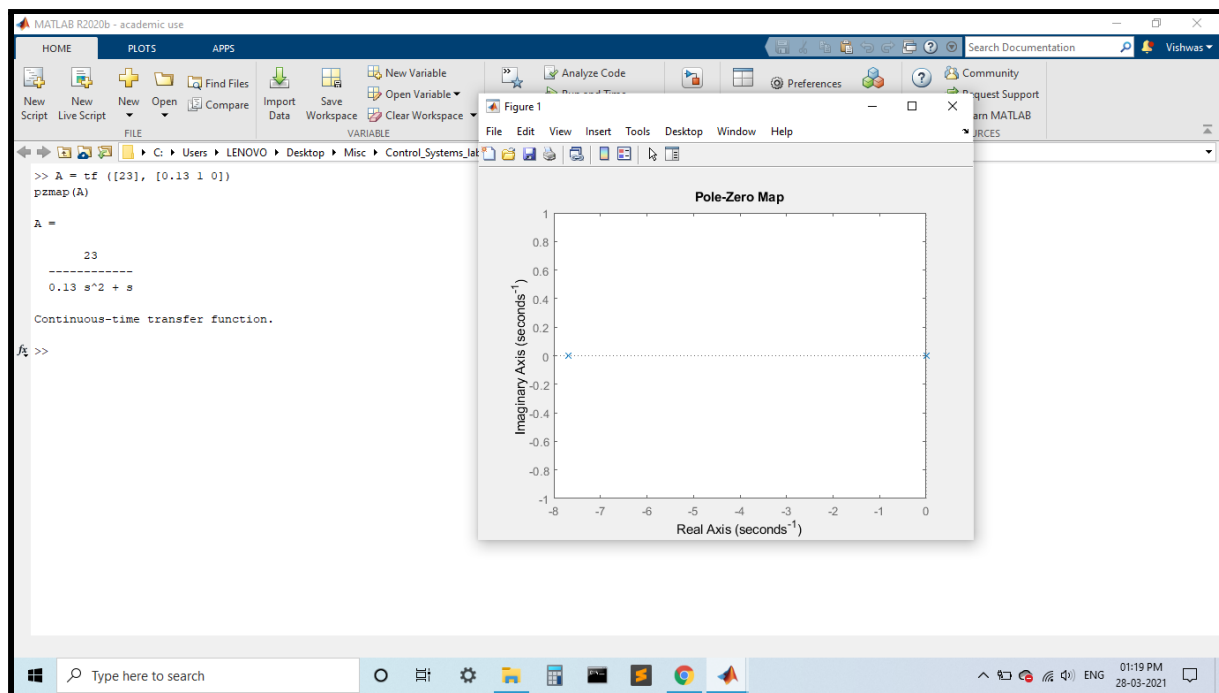 MATLAB R2020b - academic use
HOME PLOTS APPS
Search Documentation
Vishwas
New Script
New Live Script
New
Open
Find Files
Compare
Import Data
Save Workspace
New Variable
Open Variable
Clear Workspace
Analyze Code
Preferences
?
Community
Request Support
FILE
VARIABLE
C: Users LENOVO Desktop Misc Control_Systems_lab
>> A = tf ([23], [0.13 1 0])
pzmap(A)
A =
23
------------
0.13 s^2 + s
Continuous-time transfer function.
fx >>
Figure 1
File Edit View Insert Tools Desktop Window Help
Pole-Zero Map
Imaginary Axis (seconds-1)
1
0.8
0.6
0.4
0.2
0
-0.2
-0.4
-0.6
-0.8
-1
-8 -7 -6 -5 -4 -3 -2 -1 0
Real Axis (seconds-1)
Type here to search
ENG
01:19 PM
28-03-2021